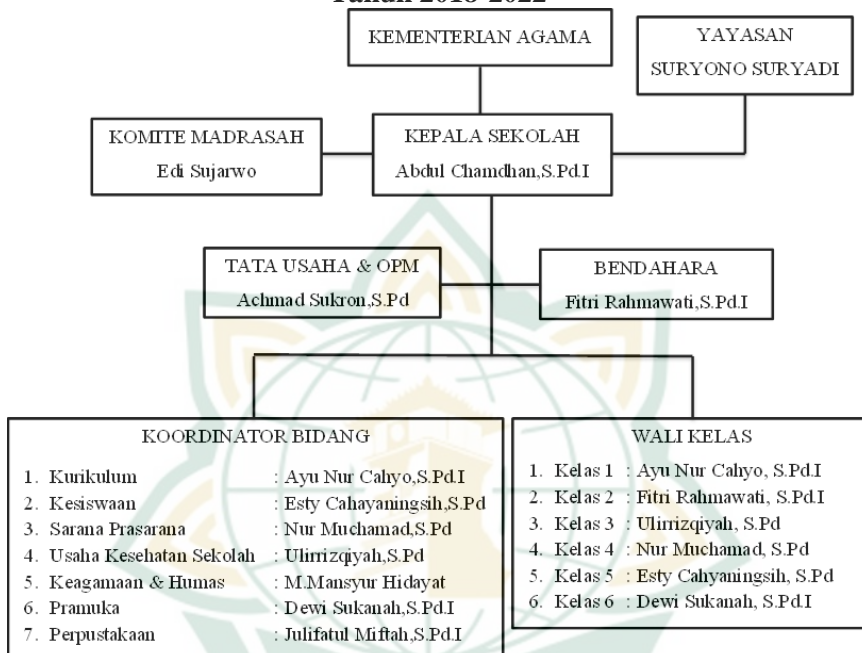 Tahun 2018-2022
KEMENTERIAN AGAMA
YAYASAN
SURYONO SURYADI
KOMITE MADRASAH
Edi Sujarwo
KEPALA SEKOLAH
Abdul Chamdhan,S.Pd.I
TATA USAHA & OPM
Achmad Sukron,S.Pd
BENDAHARA
Fitri Rahmawati,S.Pd.I
KOORDINATOR BIDANG
1. Kurikulum : Ayu Nur Cahyo,S.Pd.I
2. Kesiswaan : Esty Cahayaningsih,S.Pd
3. Sarana Prasarana : Nur Muchamad,S.Pd
4. Usaha Kesehatan Sekolah : Ulirrizqiyah,S.Pd
5. Keagamaan & Humas : M.Mansyur Hidayat
6. Pramuka : Dewi Sukanah,S.Pd.I
7. Perpustakaan : Julifatul Miftah,S.Pd.I
WALI KELAS
1. Kelas 1 : Ayu Nur Cahyo, S.Pd.I
2. Kelas 2 : Fitri Rahmawati, S.Pd.I
3. Kelas 3 : Ulirrizqiyah, S.Pd
4. Kelas 4 : Nur Muchamad, S.Pd
5. Kelas 5 : Esty Cahyaningsih, S.Pd
6. Kelas 6 : Dewi Sukanah, S.Pd.I